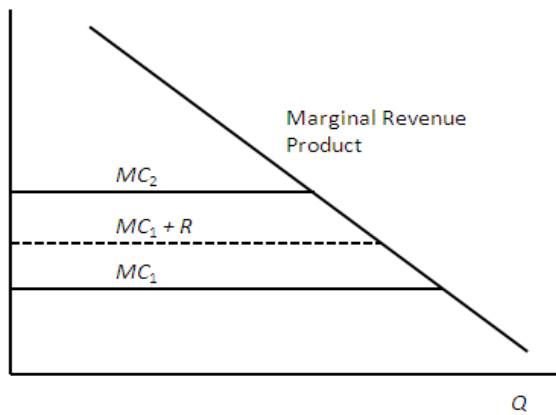 Marginal Revenue
Product
MC₂
MC₁ + R
MC₁
Q